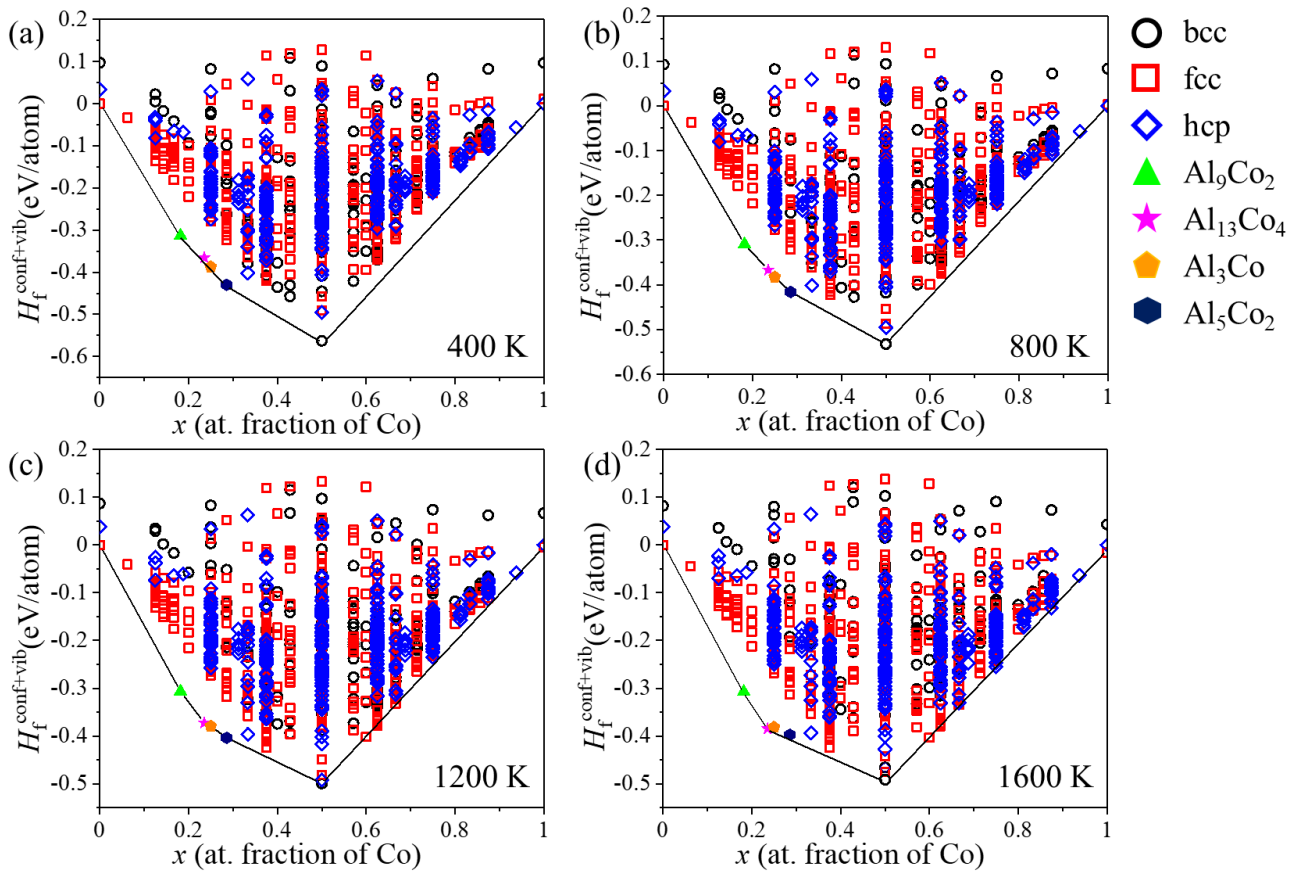 (a)
0.2
0.1
0
-0.1
-0.2
-0.3
-0.4
-0.5
-0.6
H_f^conf+vib (eV/atom)
400 K
0 0.2 0.4 0.6 0.8 1
x (at. fraction of Co)
(b)
0.2
0.1
0
-0.1
-0.2
-0.3
-0.4
-0.5
-0.6
H_f^conf+vib (eV/atom)
800 K
0 0.2 0.4 0.6 0.8 1
x (at. fraction of Co)
bcc
fcc
hcp
Al₉Co₂
Al₁₃Co₄
Al₃Co
Al₅Co₂
(c)
0.2
0.1
0
-0.1
-0.2
-0.3
-0.4
-0.5
H_f^conf+vib (eV/atom)
1200 K
0 0.2 0.4 0.6 0.8 1
x (at. fraction of Co)
(d)
0.2
0.1
0
-0.1
-0.2
-0.3
-0.4
-0.5
H_f^conf+vib (eV/atom)
1600 K
0 0.2 0.4 0.6 0.8 1
x (at. fraction of Co)